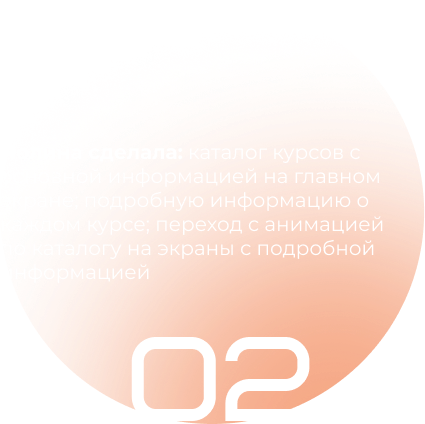 сделала: каталог курсов с
информацией на главном
подробную информацию о
курсе; переход с анимацией
каталогу на экраны с подробной
информацией
02